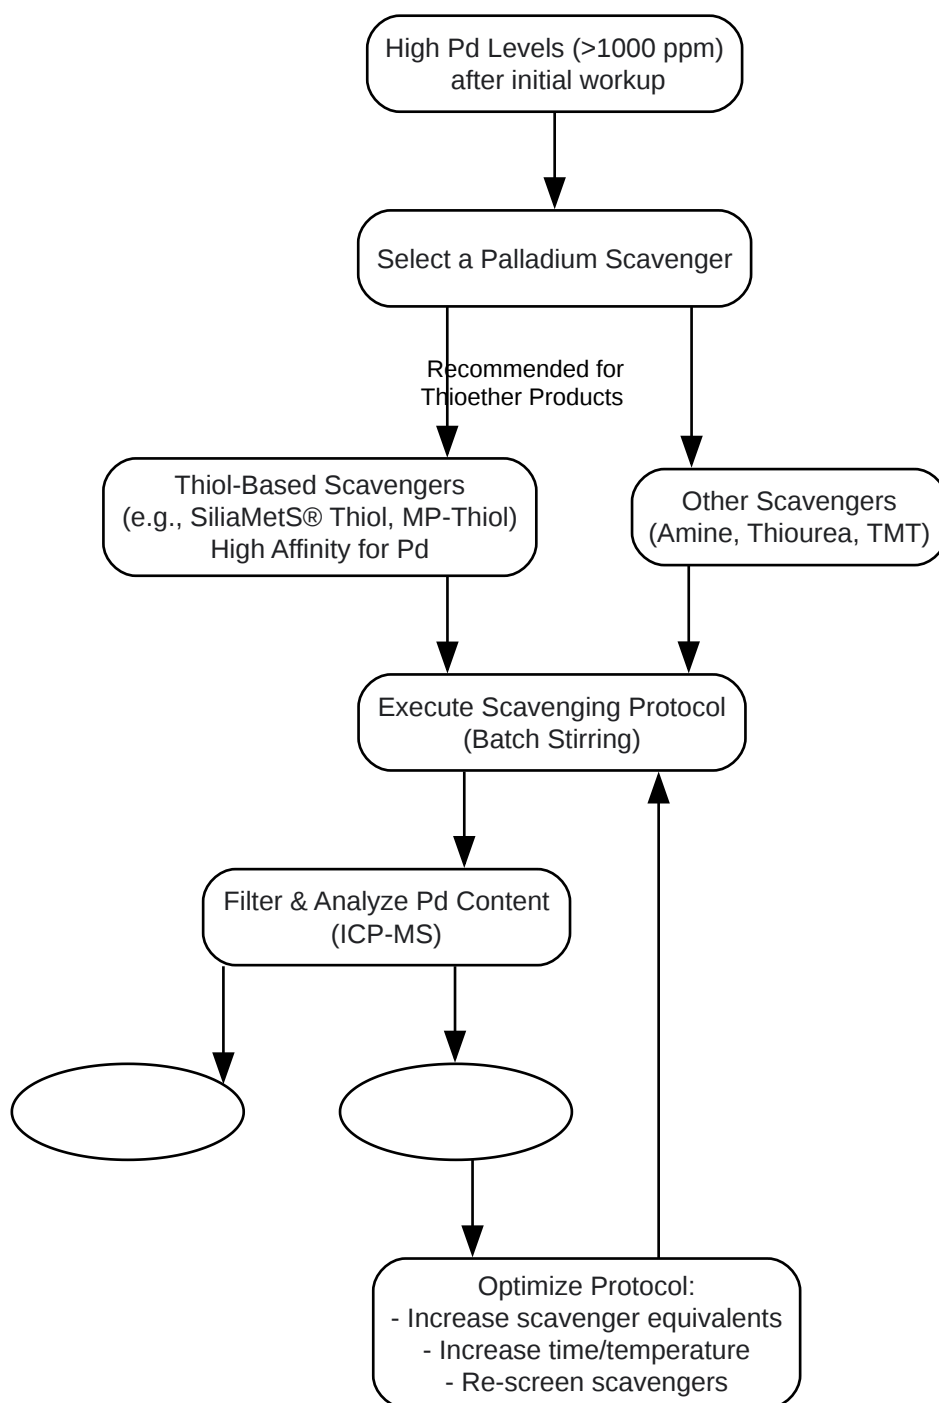 High Pd Levels (>1000 ppm)
after initial workup
Select a Palladium Scavenger
Recommended for
Thioether Products
Thiol-Based Scavengers
(e.g., SiliaMetS® Thiol, MP-Thiol)
High Affinity for Pd
Other Scavengers
(Amine, Thiourea, TMT)
Execute Scavenging Protocol
(Batch Stirring)
Filter & Analyze Pd Content
(ICP-MS)
Optimize Protocol:
- Increase scavenger equivalents
- Increase time/temperature
- Re-screen scavengers